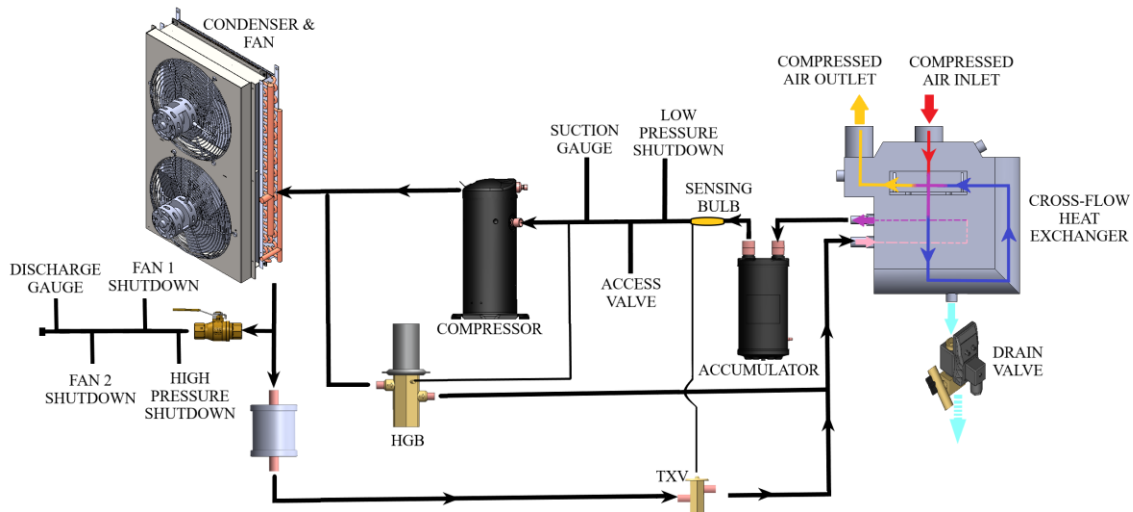 CONDENSER &
FAN
COMPRESSED
AIR OUTLET
COMPRESSED
AIR INLET
SUCTION
GAUGE
LOW
PRESSURE
SHUTDOWN
SENSING
BULB
CROSS-FLOW
HEAT
EXCHANGER
DISCHARGE
GAUGE
FAN 1
SHUTDOWN
ACCESS
VALVE
COMPRESSOR
ACCUMULATOR
DRAIN
VALVE
FAN 2
SHUTDOWN
HIGH
PRESSURE
SHUTDOWN
HGB
TXV